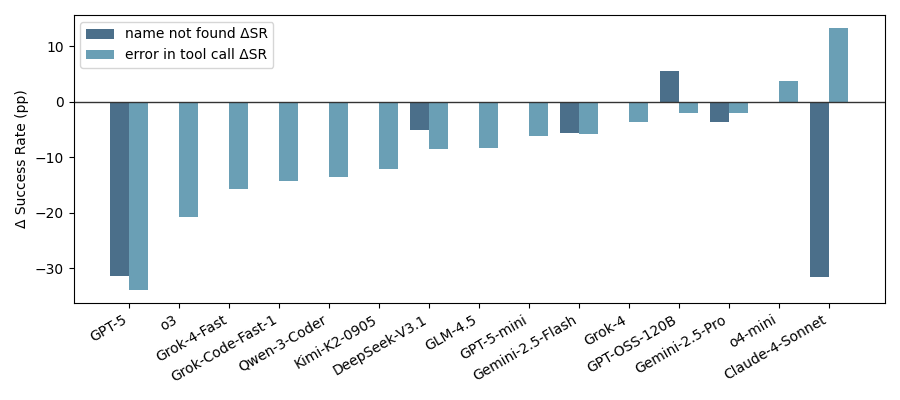 name not found ΔSR
error in tool call ΔSR
Δ Success Rate (pp)
10
0
−10
−20
−30
GPT-5
o3
Grok-4-Fast
Grok-Code-Fast-1
Qwen-3-Coder
Kimi-K2-0905
DeepSeek-V3.1
GLM-4.5
GPT-5-mini
Gemini-2.5-Flash
Grok-4
GPT-OSS-120B
Gemini-2.5-Pro
o4-mini
Claude-4-Sonnet